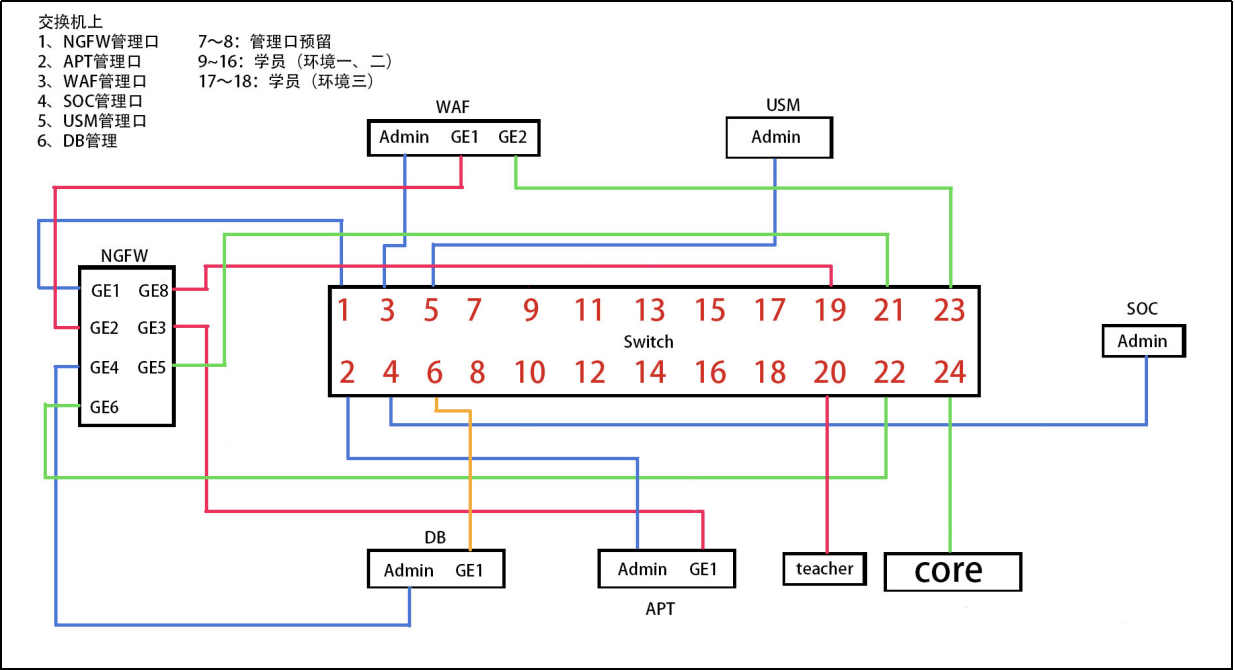 交换机上
1、NGFW管理口 7～8：管理口预留
2、APT管理口 9~16：学员（环境一、二）
3、WAF管理口 17～18：学员（环境三）
4、SOC管理口
5、USM管理口
6、DB管理
WAF
Admin GE1 GE2
USM
Admin
NGFW
GE1 GE8
GE2 GE3
GE4 GE5
GE6
1 3 5 7 9 11 13 15 17 19 21 23
Switch
2 4 6 8 10 12 14 16 18 20 22 24
SOC
Admin
DB
Admin GE1
Admin GE1
APT
teacher
core